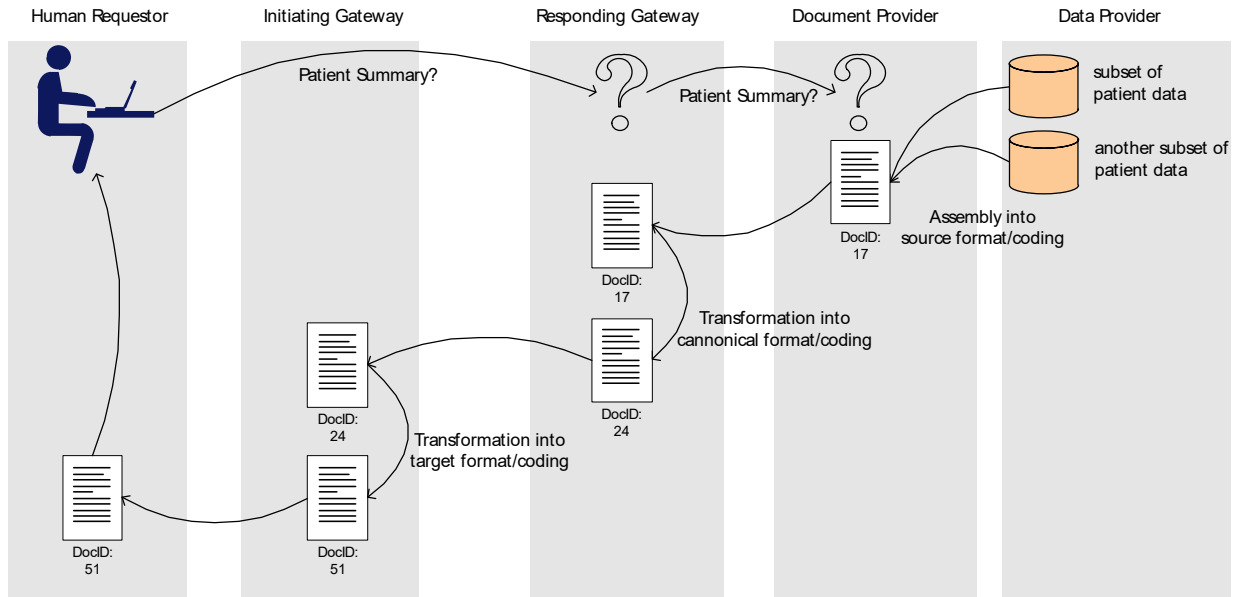 Human Requestor
Initiating Gateway
Responding Gateway
Document Provider
Data Provider
Patient Summary?
Patient Summary?
subset of
patient data
another subset of
patient data
Assembly into
source format/coding
DocID:
17
DocID:
17
Transformation into
cannonical format/coding
DocID:
24
DocID:
24
Transformation into
target format/coding
DocID:
51
DocID:
51